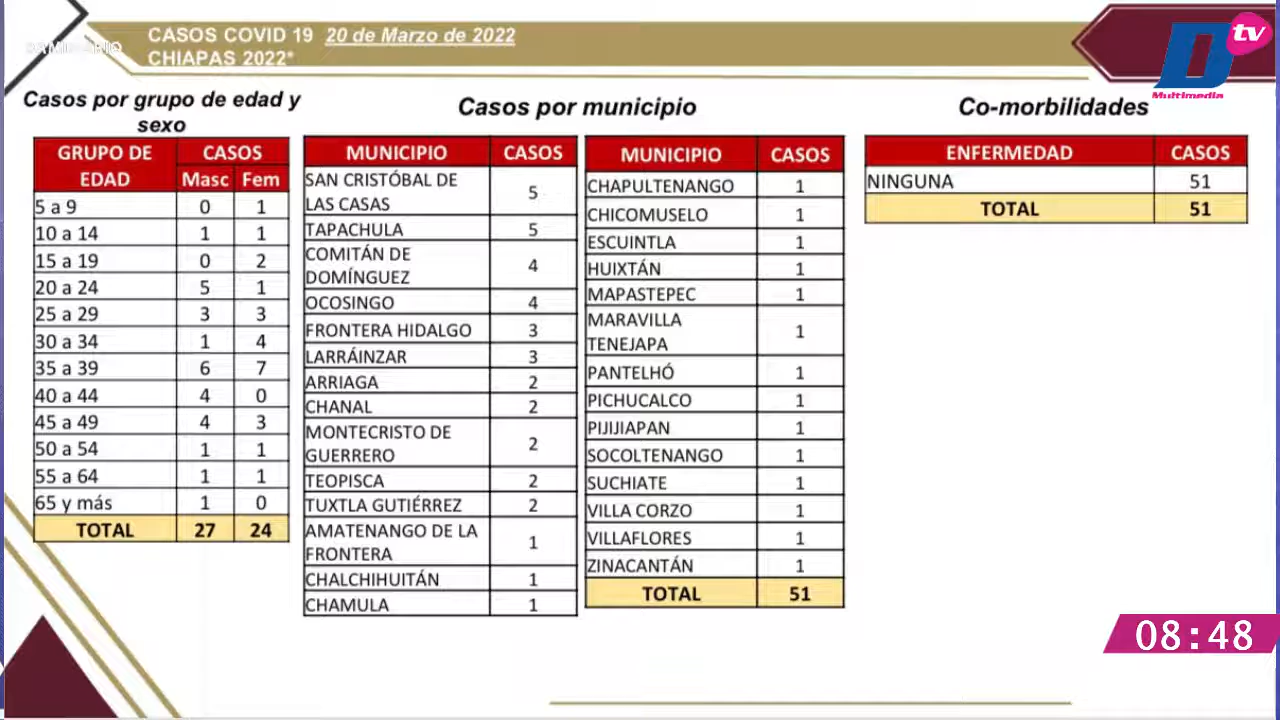 CASOS COVID 19 20 de Marzo de 2022
CHIAPAS 2022*
tv
Multimedia
Casos por grupo de edad y
sexo
GRUPO DE EDAD CASOS
Masc Fem
5 a 9 0 1
10 a 14 1 1
15 a 19 0 2
20 a 24 5 1
25 a 29 3 3
30 a 34 1 4
35 a 39 6 7
40 a 44 4 0
45 a 49 4 3
50 a 54 1 1
55 a 64 1 1
65 y más 1 0
TOTAL 27 24
Casos por municipio
MUNICIPIO CASOS
SAN CRISTÓBAL DE
LAS CASAS 5
TAPACHULA 5
COMITÁN DE
DOMÍNGUEZ 4
OCOSINGO 4
FRONTERA HIDALGO 3
LARRÁINZAR 3
ARRIAGA 2
CHANAL 2
MONTECRISTO DE
GUERRERO 2
TEOPISCA 2
TUXTLA GUTIÉRREZ 2
AMATENANGO DE LA
FRONTERA 1
CHALCHIHUITÁN 1
CHAMULA 1
MUNICIPIO CASOS
CHAPULTENANGO 1
CHICOMUSELO 1
ESCUINTLA 1
HUIXTÁN 1
MAPASTEPEC 1
MARAVILLA
TENEJAPA 1
PANTELHÓ 1
PICHUCALCO 1
PIJIJIAPAN 1
SOCOLTENANGO 1
SUCHIATE 1
VILLA CORZO 1
VILLAFLORES 1
ZINACANTÁN 1
TOTAL 51
Co-morbilidades
ENFERMEDAD CASOS
NINGUNA 51
TOTAL 51
08:48